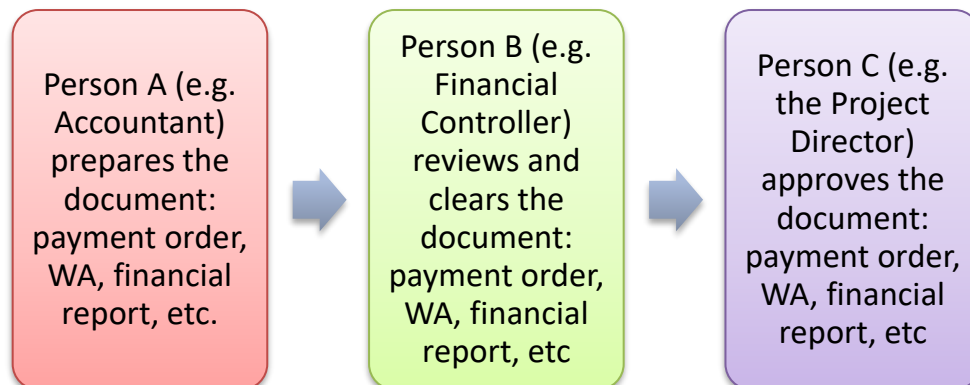 Person A (e.g.
Accountant)
prepares the
document:
payment order,
WA, financial
report, etc.
Person B (e.g.
Financial
Controller)
reviews and
clears the
document:
payment order,
WA, financial
report, etc
Person C (e.g.
the Project
Director)
approves the
document:
payment order,
WA, financial
report, etc